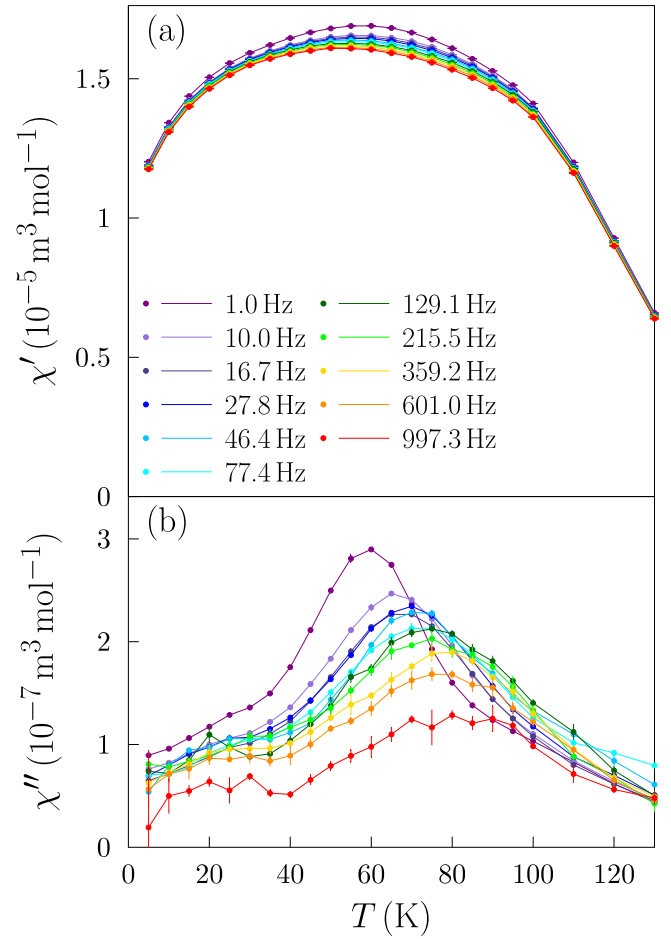 (a)
1.5
1
0.5
0
χ′ (10⁻⁵ m³ mol⁻¹)
1.0 Hz
10.0 Hz
16.7 Hz
27.8 Hz
46.4 Hz
77.4 Hz
129.1 Hz
215.5 Hz
359.2 Hz
601.0 Hz
997.3 Hz
(b)
3
2
1
0
χ″ (10⁻⁷ m³ mol⁻¹)
0 20 40 60 80 100 120
T (K)